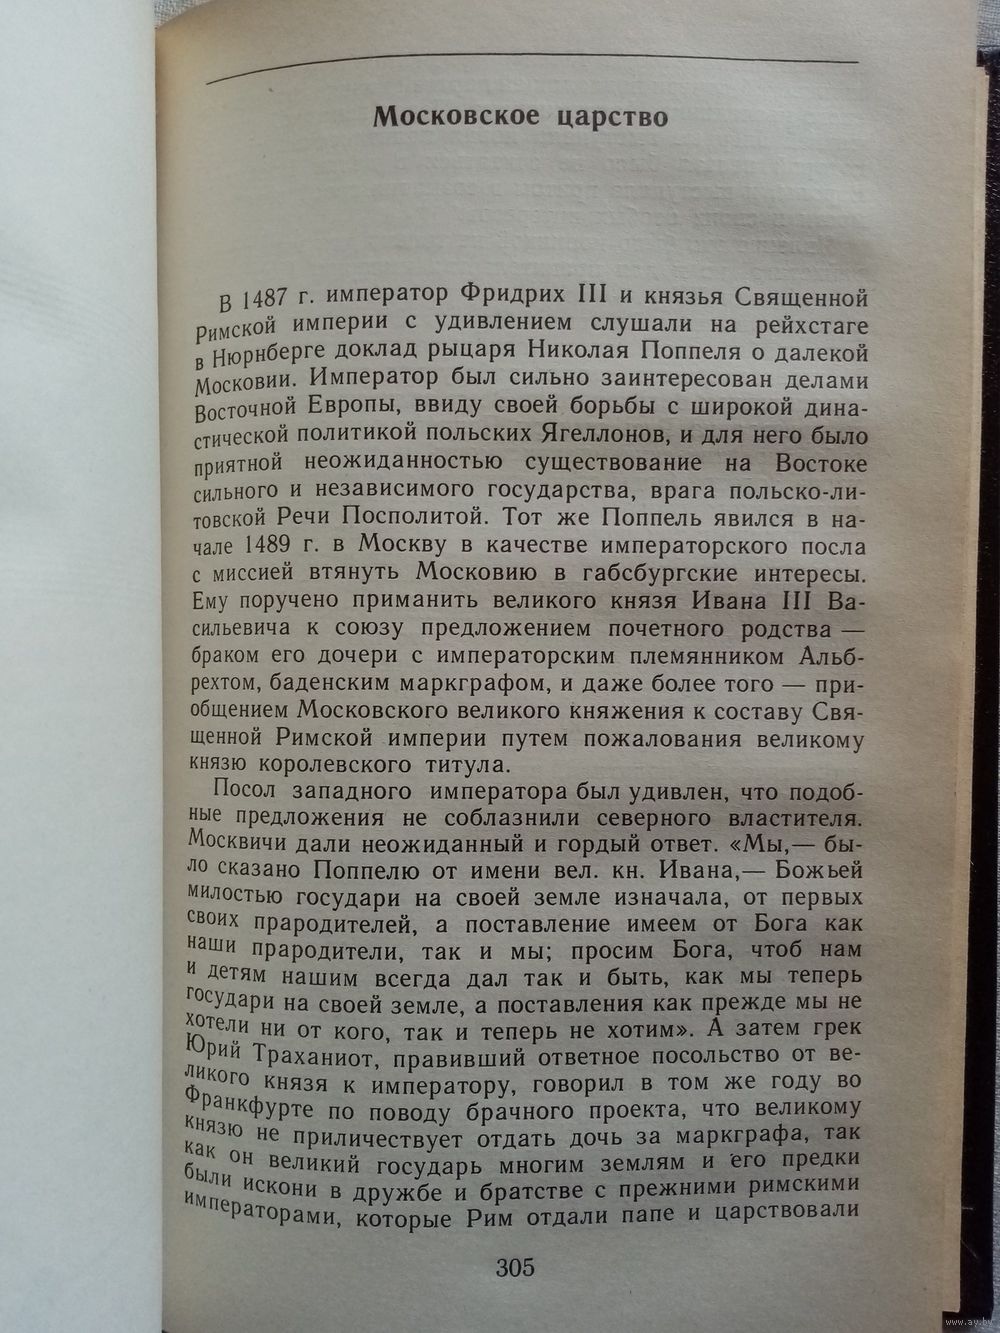 Московское царство
В 1487 г. император Фридрих III и князья Священной
Римской империи с удивлением слушали на рейхстаге
в Нюрнберге доклад рыцаря Николая Поппеля о далекой
Московии. Император был сильно заинтересован делами
Восточной Европы, ввиду своей борьбы с широкой дина-
стической политикой польских Ягеллонов, и для него было
приятной неожиданностью существование на Востоке
сильного и независимого государства, врага польско-ли-
товской Речи Посполитой. Тот же Поппель явился в на-
чале 1489 г. в Москву в качестве императорского посла
с миссией втянуть Московию в габсбургские интересы.
Ему поручено приманить великого князя Ивана III Ва-
сильевича к союзу предложением почетного родства —
браком его дочери с императорским племянником Альб-
рехтом, баденским маркграфом, и даже более того — при-
общением Московского великого княжения к составу Свя-
щенной Римской империи путем пожалования великому
князю королевского титула.
Посол западного императора был удивлен, что подоб-
ные предложения не соблазнили северного властителя.
Москвичи дали неожиданный и гордый ответ. «Мы,— бы-
ло сказано Поппелю от имени вел. кн. Ивана,— Божьей
милостью государи на своей земле изначала, от первых
своих прародителей, а поставление имеем от Бога как
наши прародители, так и мы; просим Бога, чтоб нам
и детям нашим всегда дал так и быть, как мы теперь
государи на своей земле, а поставления как прежде мы не
хотели ни от кого, так и теперь не хотим». А затем грек
Юрий Траханиот, правивший ответное посольство от ве-
ликого князя к императору, говорил в том же году во
Франкфурте по поводу брачного проекта, что великому
князю не приличествует отдать дочь за маркграфа, так
как он великий государь многим землям и его предки
были искони в дружбе и братстве с прежними римскими
императорами, которые Рим отдали папе и царствовали
305
www.ay.by